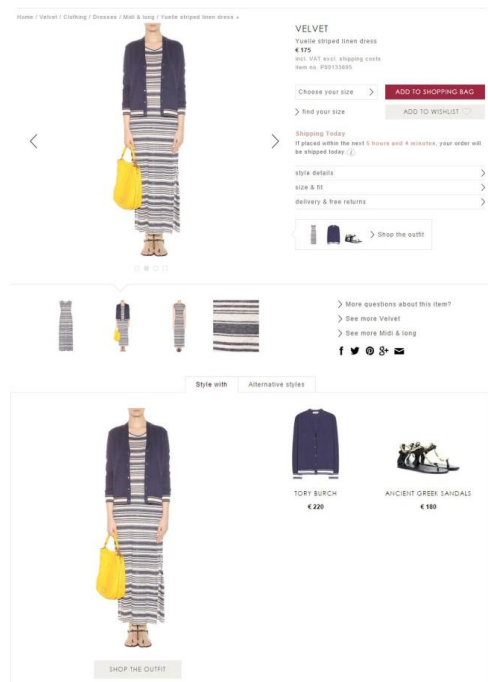 Home / Velvet / Clothing / Dresses / Midi & long / Yuelle striped linen dress
VELVET
Yuelle striped linen dress
€ 175
incl. VAT excl. shipping costs
item no. P00133695
Choose your size
ADD TO SHOPPING BAG
find your size
ADD TO WISHLIST
Shipping Today
If placed within the next 5 hours and 4 minutes, your order will
be shipped today. i
style details
size & fit
delivery & free returns
Shop the outfit
More questions about this item?
See more Velvet
See more Midi & long
Style with
Alternative styles
TORY BURCH
€ 220
ANCIENT GREEK SANDALS
€ 180
SHOP THE OUTFIT